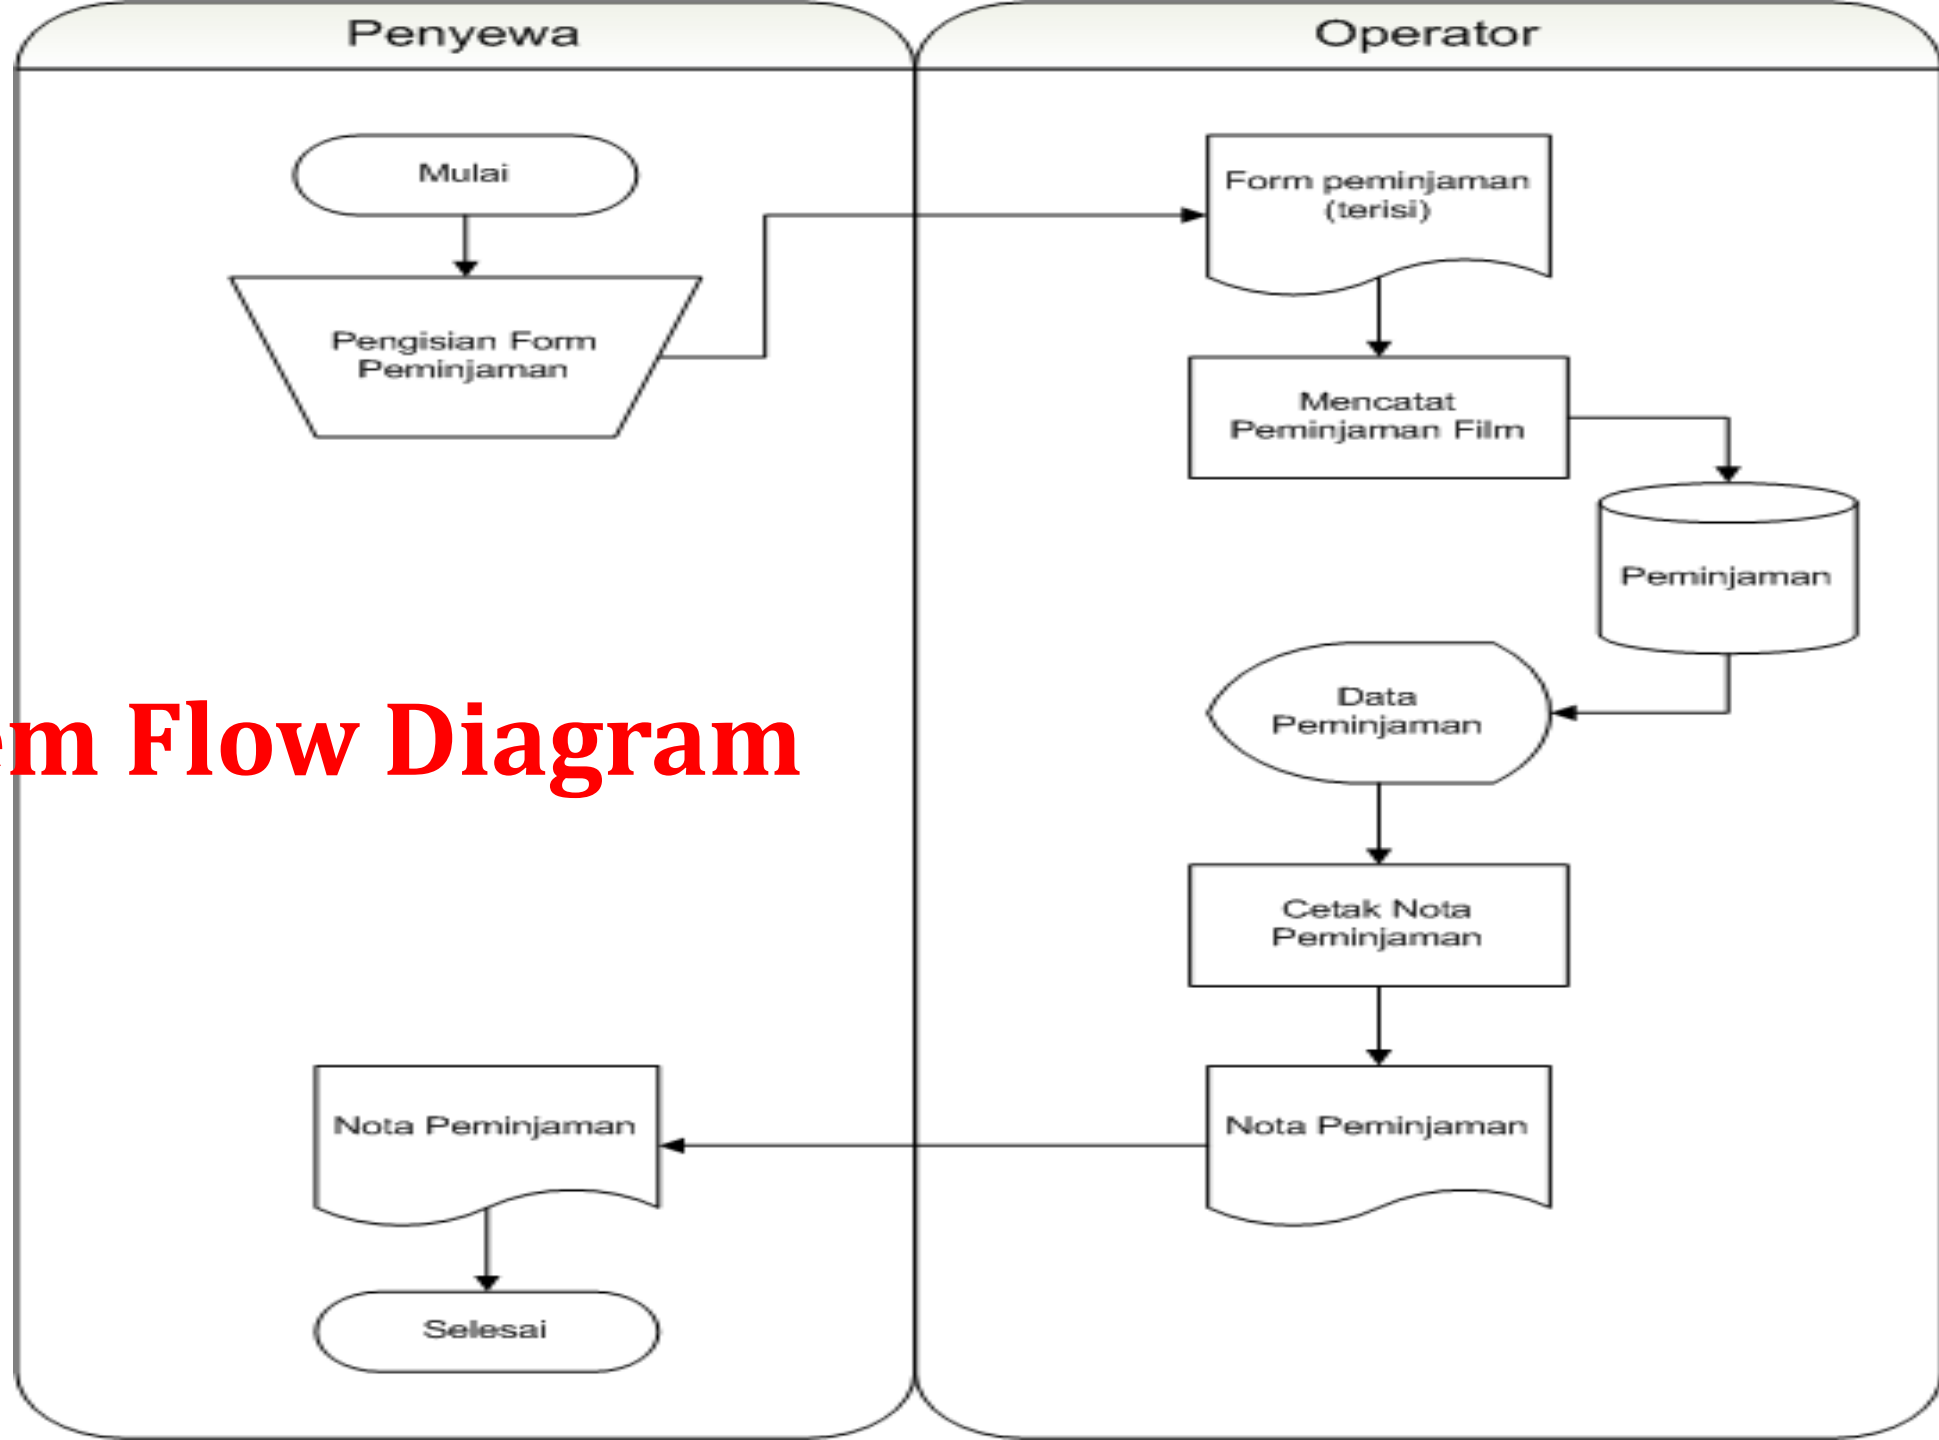 Penyewa
Operator
Mulai
Form peminjaman
(terisi)
Pengisian Form
Peminjaman
Mencatat
Peminjaman Film
Peminjaman
Data
Peminjaman
Flow Diagram
Cetak Nota
Peminjaman
Nota Peminjaman
Nota Peminjaman
Selesai